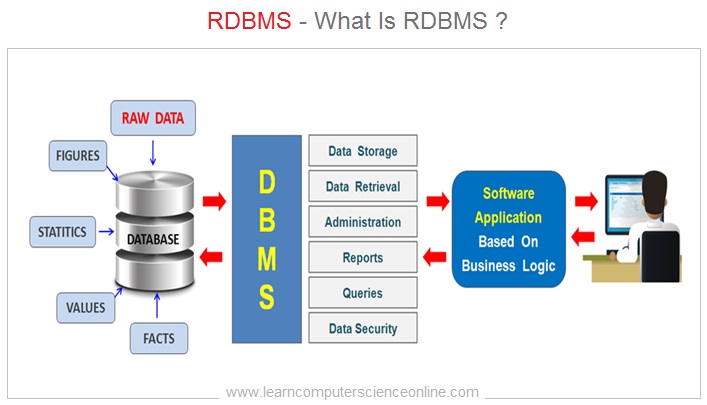 RDBMS - What Is RDBMS ?
RAW DATA
FIGURES
STATITICS
VALUES
FACTS
DATABASE
D
B
M
S
Data Storage
Data Retrieval
Administration
Reports
Queries
Data Security
Software
Application
Based On
Business Logic
www.learncomputerscienceonline.com